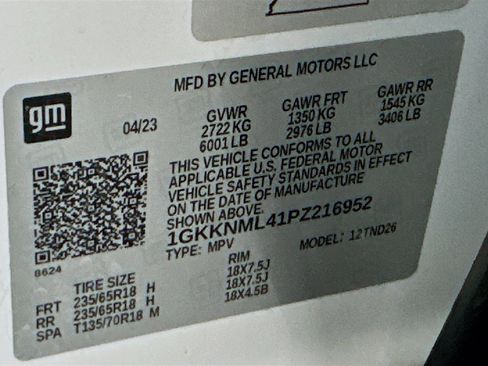 MFD BY GENERAL MOTORS LLC
gm
04/23
GVWR GAWR FRT GAWR RR
2722 KG 1350 KG 1545 KG
6001 LB 2976 LB 3406 LB
THIS VEHICLE CONFORMS TO ALL
APPLICABLE U.S. FEDERAL MOTOR
VEHICLE SAFETY STANDARDS IN EFFECT
ON THE DATE OF MANUFACTURE
SHOWN ABOVE.
1GKKNML41PZ216952
TYPE: MPV MODEL: 12TND26
8624
TIRE SIZE RIM
FRT 235/65R18 H 18X7.5J
RR 235/65R18 H 18X7.5J
SPA T135/70R18 M 18X4.5B